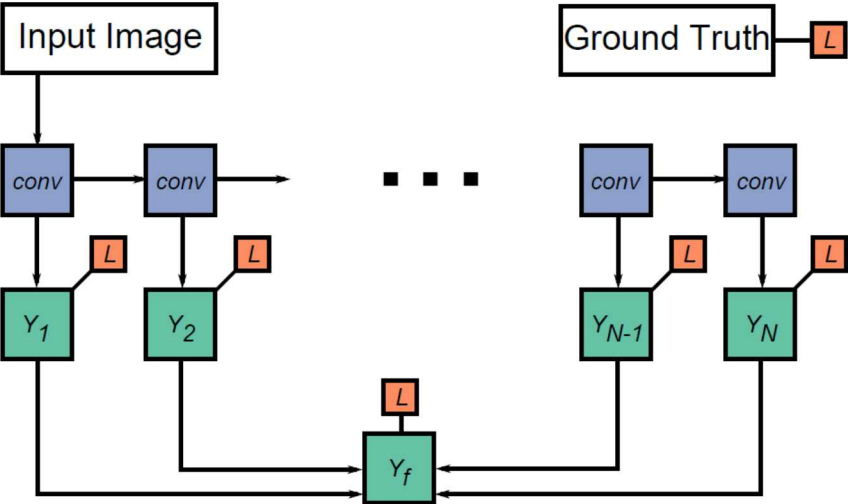 Input Image
Ground Truth
L
conv
conv
conv
conv
L
L
L
L
Y1
Y2
YN-1
YN
L
Yf